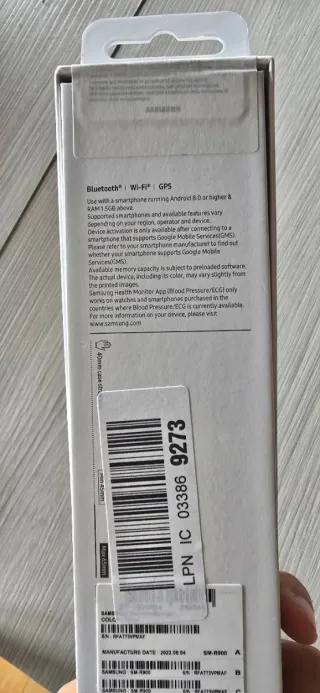 Bluetooth® | Wi-Fi® | GPS
Use with a smartphone running Android 8.0 or higher &
RAM 1.5GB above.
Supported smartphones and available features vary
depending on your region, operator and device.
Device activation is only available after connecting to a
smartphone that supports Google Mobile Services(GMS).
Please refer to your smartphone manufacturer to find out
whether your smartphone supports Google Mobile
Services(GMS).
Available memory capacity is subject to preloaded software.
The actual device, including its color, may vary slightly from
the printed images.
Samsung Health Monitor App (Blood Pressure/ECG) only
works on watches and smartphones purchased in the
countries where Blood Pressure/ECG is currently available.
For more information on your device, please visit
www.samsung.com
40mm case
LPN IC 03386 9273
S/N: RFAT73VPMAF
MANUFACTURE DATE : 2022.08.04 SM-R900 A
SAMSUNG SM-R900 B
SAMSUNG SM-R900 C